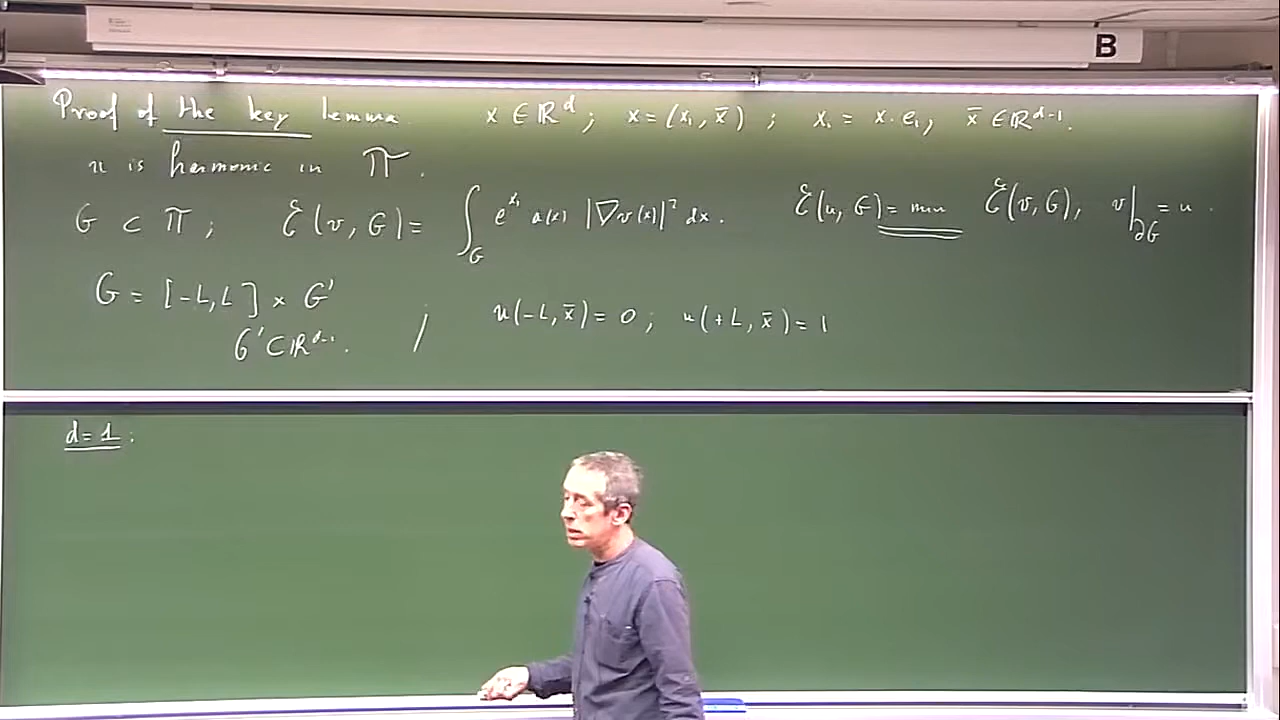 B
Proof of the key lemma. x ∈ ℝ^d; x = (x₁, x̄); x₁ = x·e₁, x̄ ∈ ℝ^{d-1}.
u is harmonic in Π.
G ⊂ Π; ℰ(v, G) = ∫_G e^{x₁} a(x) |∇v(x)|² dx. ℰ(u, G) = min ℰ(v, G), v|_{∂G} = u.
G = [-L, L] × G' / u(-L, x̄) = 0; u(+L, x̄) = 1
G' ⊂ ℝ^{d-1}.
d = 1: